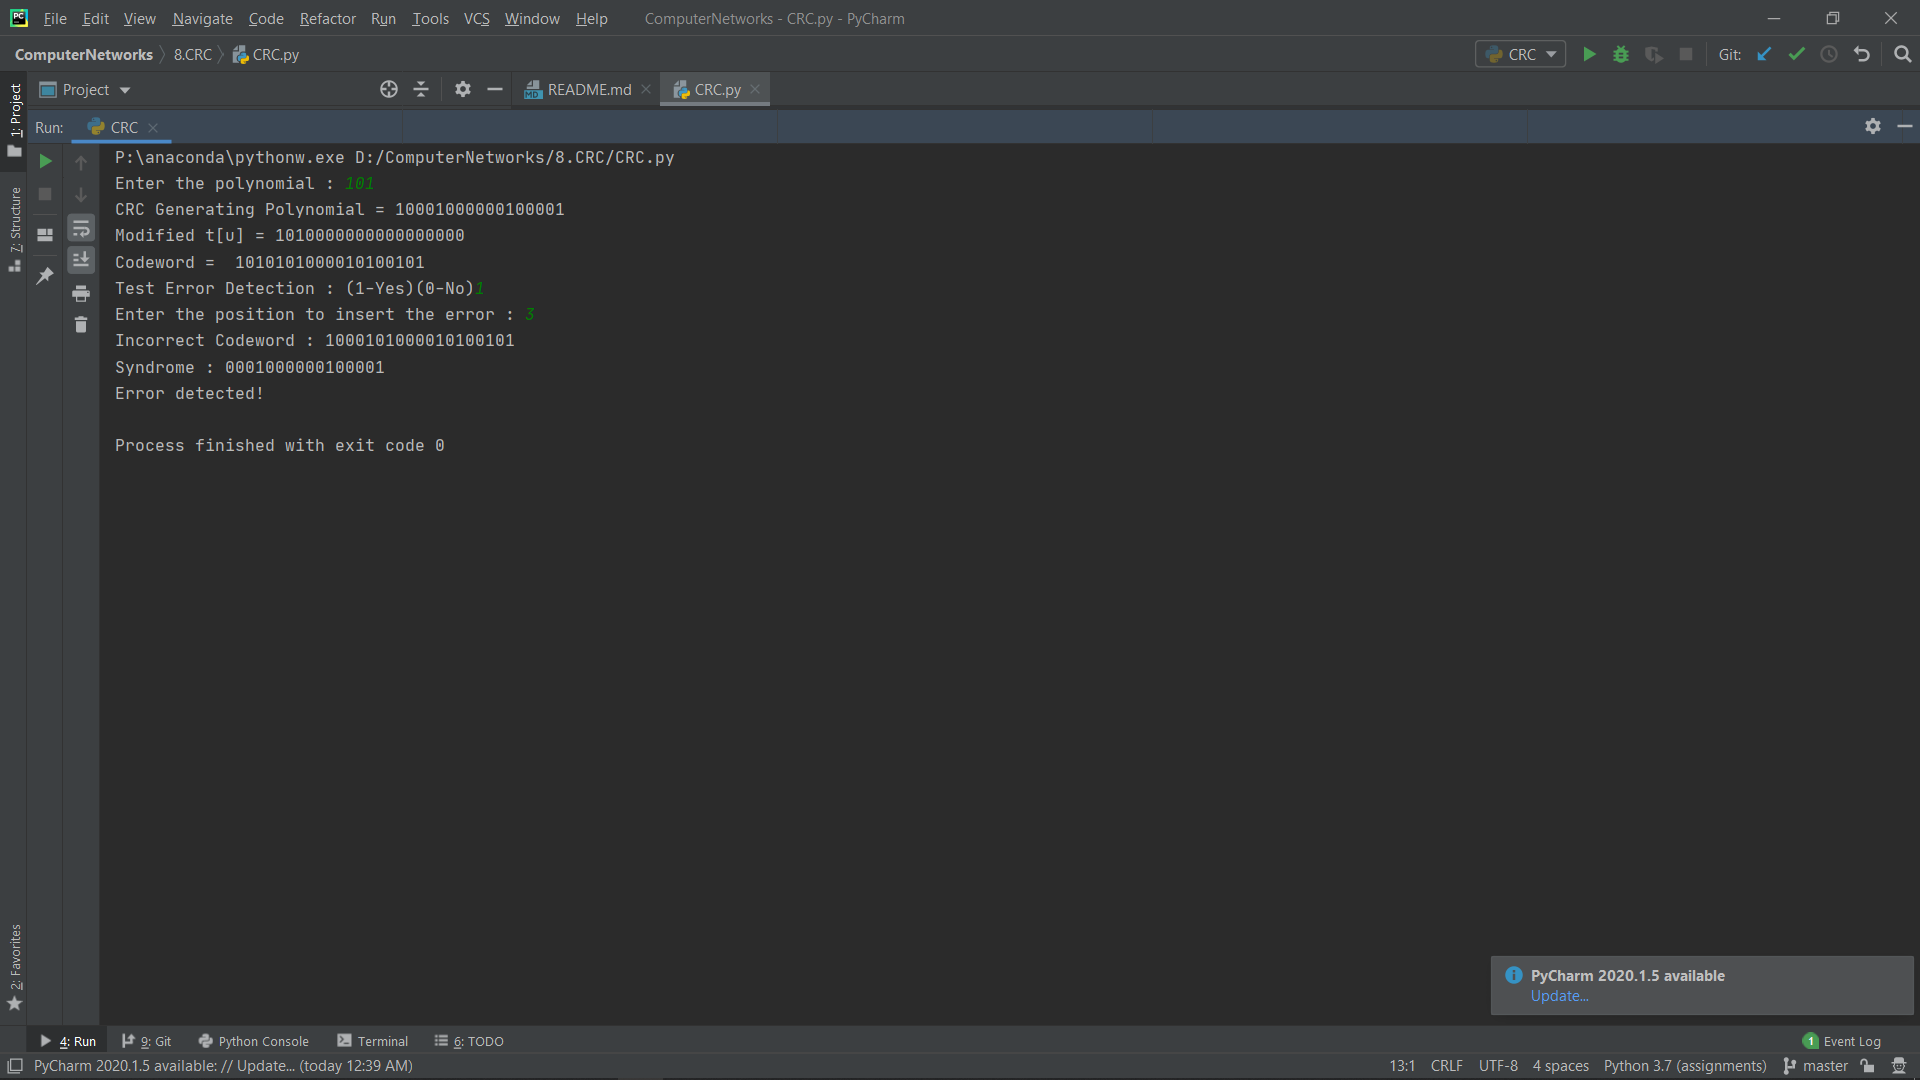 File Edit View Navigate Code Refactor Run Tools VCS Window Help ComputerNetworks - CRC.py - PyCharm
ComputerNetworks 8.CRC CRC.py CRC Git:
Project README.md CRC.py
Run: CRC
1: Project
7: Structure
2: Favorites
P:\anaconda\pythonw.exe D:/ComputerNetworks/8.CRC/CRC.py
Enter the polynomial : 101
CRC Generating Polynomial = 10001000000100001
Modified t[u] = 1010000000000000000
Codeword =  1010101000010100101
Test Error Detection : (1-Yes)(0-No)1
Enter the position to insert the error : 3
Incorrect Codeword : 1000101000010100101
Syndrome : 0001000000100001
Error detected!
Process finished with exit code 0
PyCharm 2020.1.5 available
Update...
4: Run 9: Git Python Console Terminal 6: TODO 1 Event Log
PyCharm 2020.1.5 available: // Update... (today 12:39 AM) 13:1 CRLF UTF-8 4 spaces Python 3.7 (assignments) master